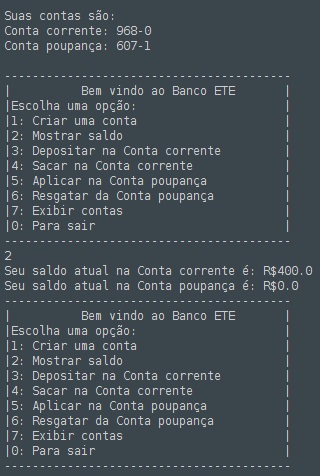 Suas contas são:
Conta corrente: 968-0
Conta poupança: 607-1
-----------------------------------------
|          Bem vindo ao Banco ETE       |
|Escolha uma opção:                     |
|1: Criar uma conta                     |
|2: Mostrar saldo                       |
|3: Depositar na Conta corrente         |
|4: Sacar na Conta corrente             |
|5: Aplicar na Conta poupança           |
|6: Resgatar da Conta poupança          |
|7: Exibir contas                       |
|0: Para sair                           |
-----------------------------------------
2
Seu saldo atual na Conta corrente é: R$400.0
Seu saldo atual na Conta poupança é: R$0.0
-----------------------------------------
|          Bem vindo ao Banco ETE       |
|Escolha uma opção:                     |
|1: Criar uma conta                     |
|2: Mostrar saldo                       |
|3: Depositar na Conta corrente         |
|4: Sacar na Conta corrente             |
|5: Aplicar na Conta poupança           |
|6: Resgatar da Conta poupança          |
|7: Exibir contas                       |
|0: Para sair                           |
-----------------------------------------